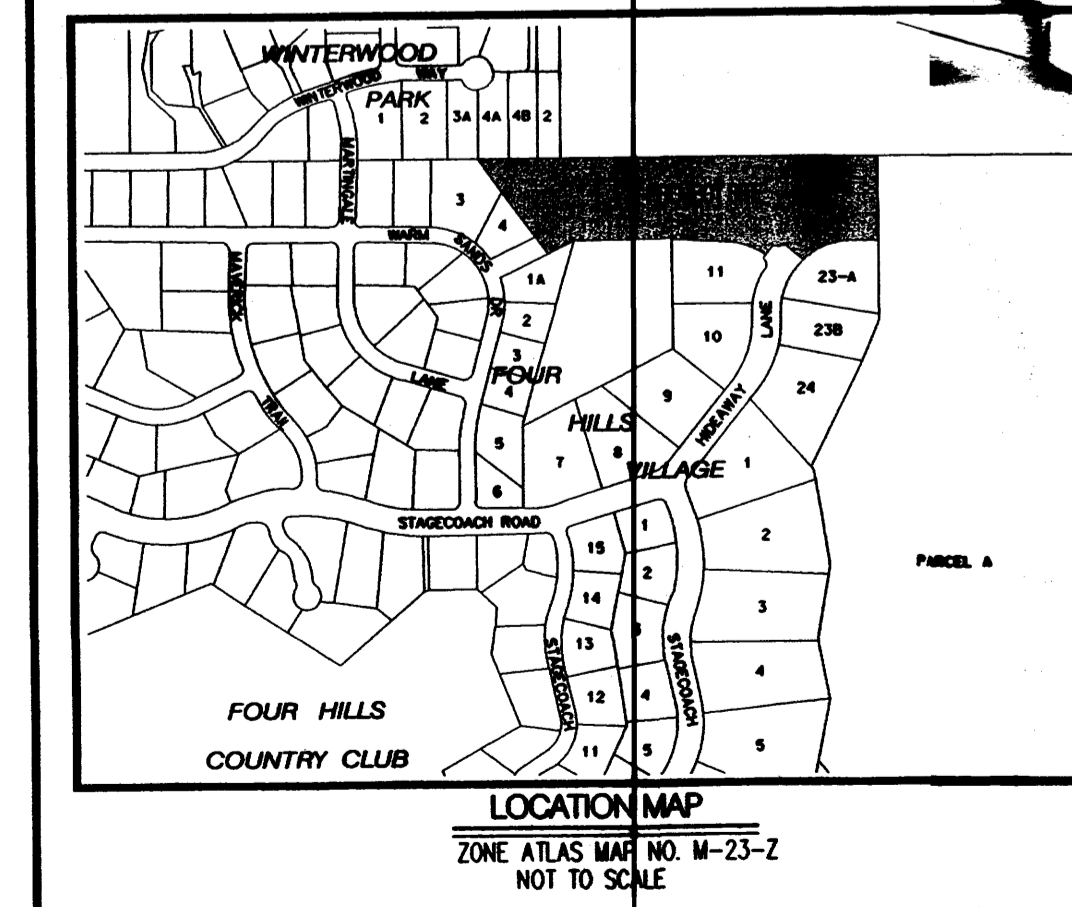 WINTERWOOD
PARK
WINTERWOOD WAY
1 2 3A 4A 4B 2
MARTINGALE
3
4
WARM SANDS DR
MAVERICK
TRAIL
LANE
1A
2
3
4
5
6
FOUR
HILLS
VILLAGE
11
10
9
8
7
HIDEAWAY LANE
23-A
23B
24
1
2
3
4
5
PARCEL A
STAGECOACH ROAD
15
14
13
12
11
STAGECOACH
1
2
4
5
STAGECOACH
FOUR HILLS
COUNTRY CLUB
LOCATION MAP
ZONE ATLAS MAP NO. M-23-Z
NOT TO SCALE